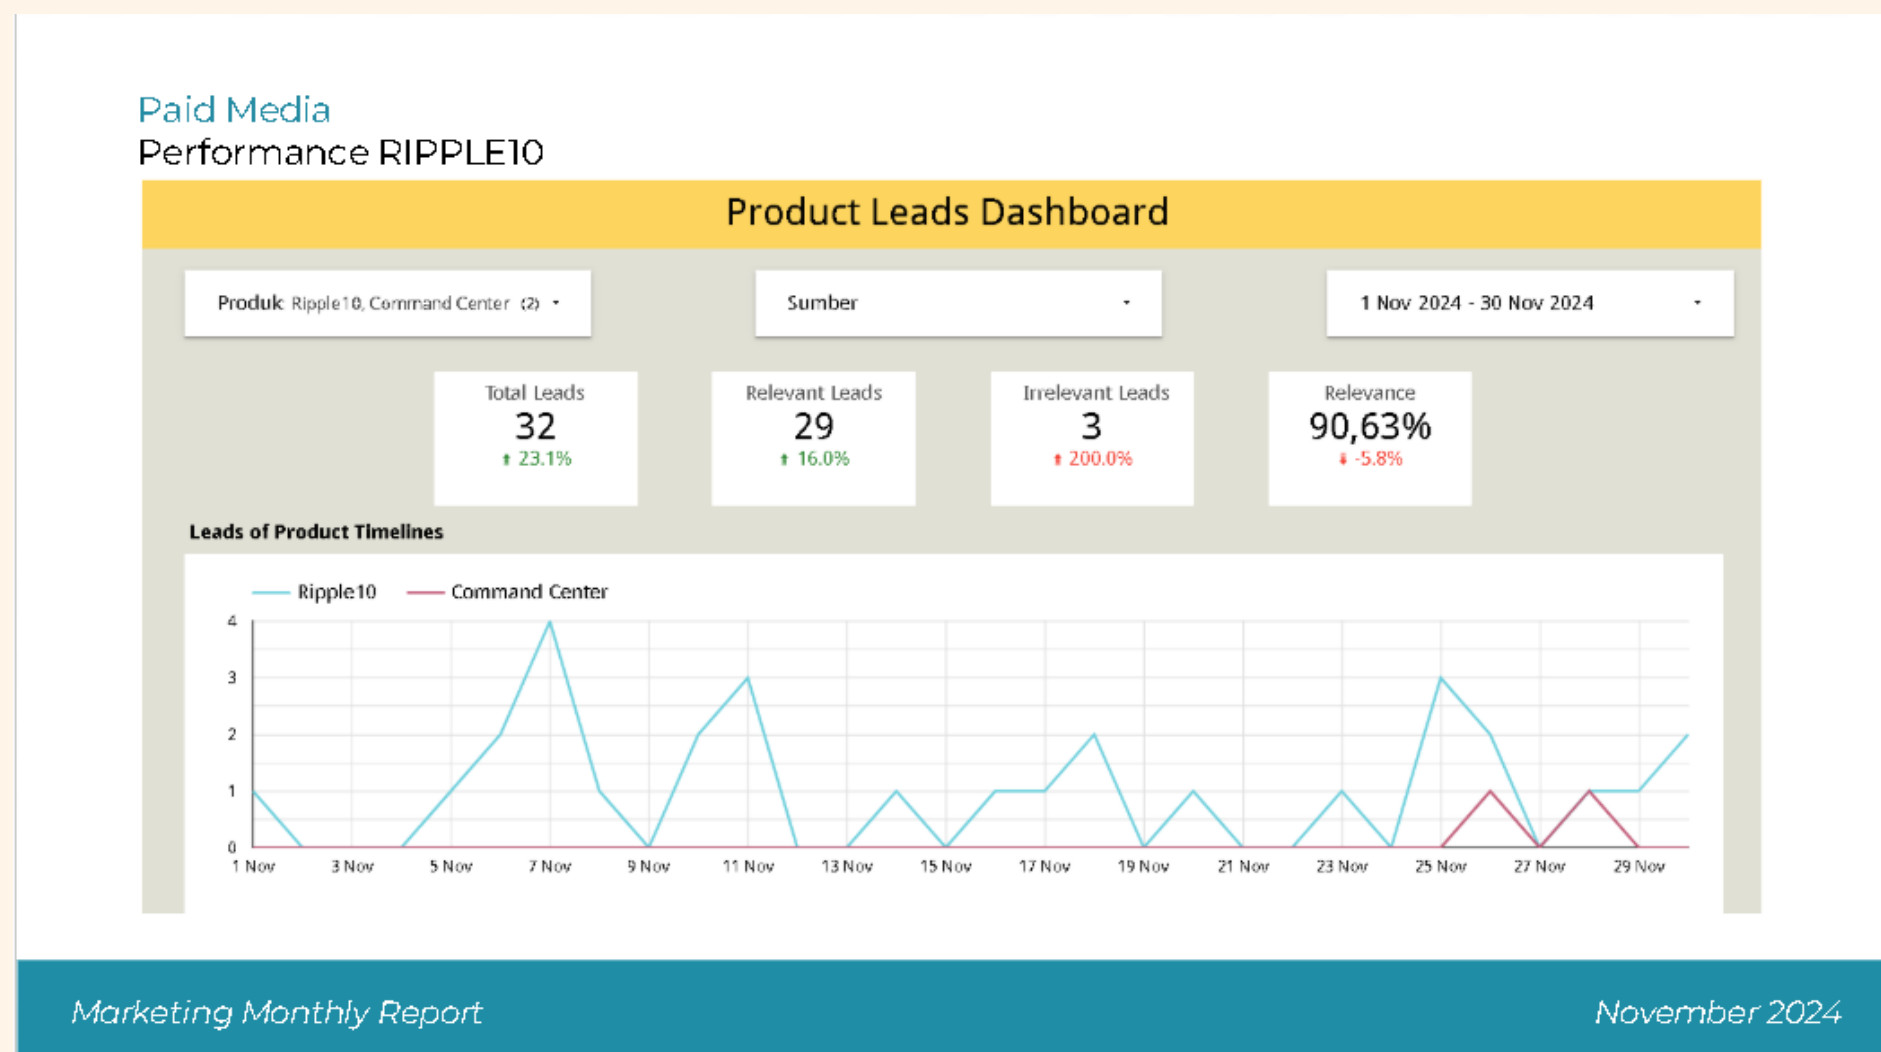 Paid Media
Performance RIPPLE10
Product Leads Dashboard
Produk Ripple10, Command Center (2)
Sumber
1 Nov 2024 - 30 Nov 2024
Total Leads
32
23.1%
Relevant Leads
29
16.0%
Irrelevant Leads
3
200.0%
Relevance
90,63%
-5.8%
Leads of Product Timelines
Ripple10 Command Center
4
3
2
1
0
1 Nov 3 Nov 5 Nov 7 Nov 9 Nov 11 Nov 13 Nov 15 Nov 17 Nov 19 Nov 21 Nov 23 Nov 25 Nov 27 Nov 29 Nov
Marketing Monthly Report
November 2024